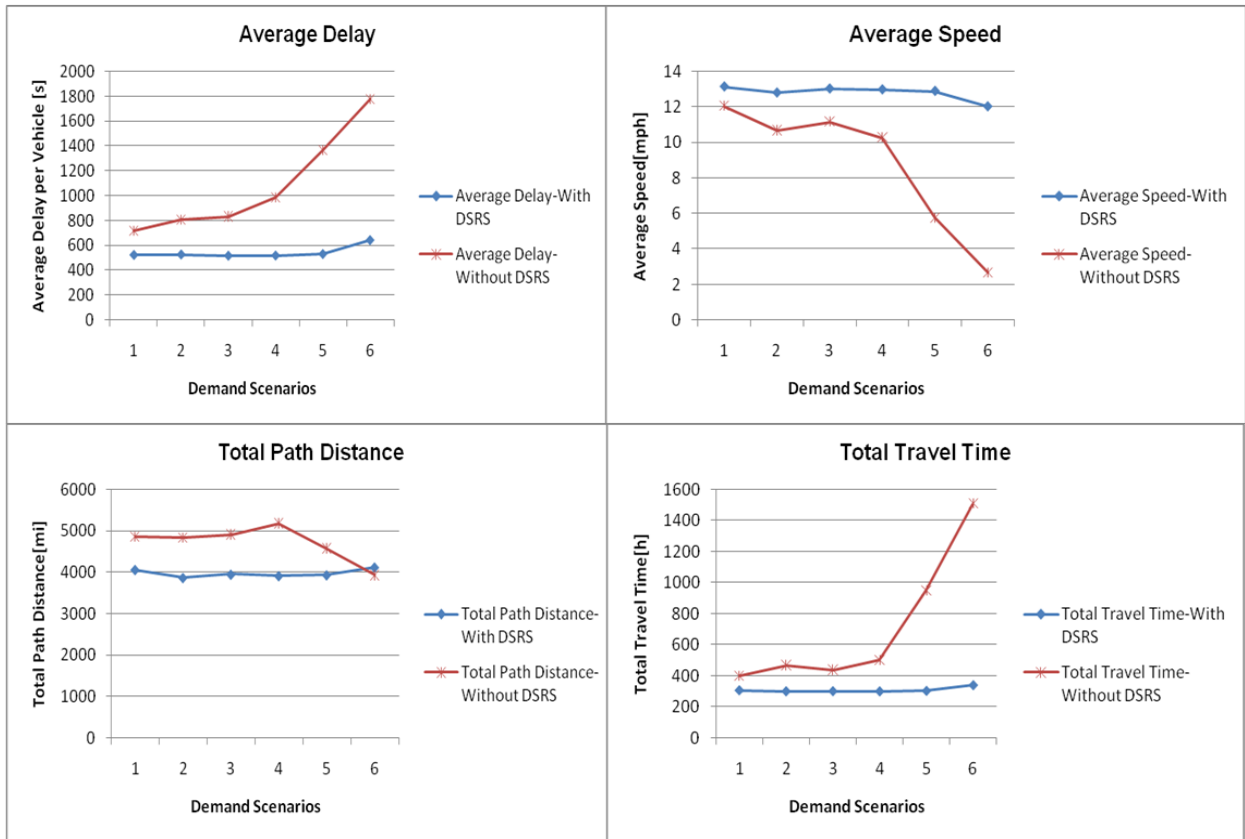 Average Delay
Average Delay per Vehicle [s]
2000
1800
1600
1400
1200
1000
800
600
400
200
0
1 2 3 4 5 6
Demand Scenarios
Average Delay-With
DSRS
Average Delay-
Without DSRS
Average Speed
Average Speed[mph]
14
12
10
8
6
4
2
0
1 2 3 4 5 6
Demand Scenarios
Average Speed-With
DSRS
Average Speed-
Without DSRS
Total Path Distance
Total Path Distance[mi]
6000
5000
4000
3000
2000
1000
0
1 2 3 4 5 6
Demand Scenarios
Total Path Distance-
With DSRS
Total Path Distance-
Without DSRS
Total Travel Time
Total Travel Time[h]
1600
1400
1200
1000
800
600
400
200
0
1 2 3 4 5 6
Demand Scenarios
Total Travel Time-With
DSRS
Total Travel Time-
Without DSRS